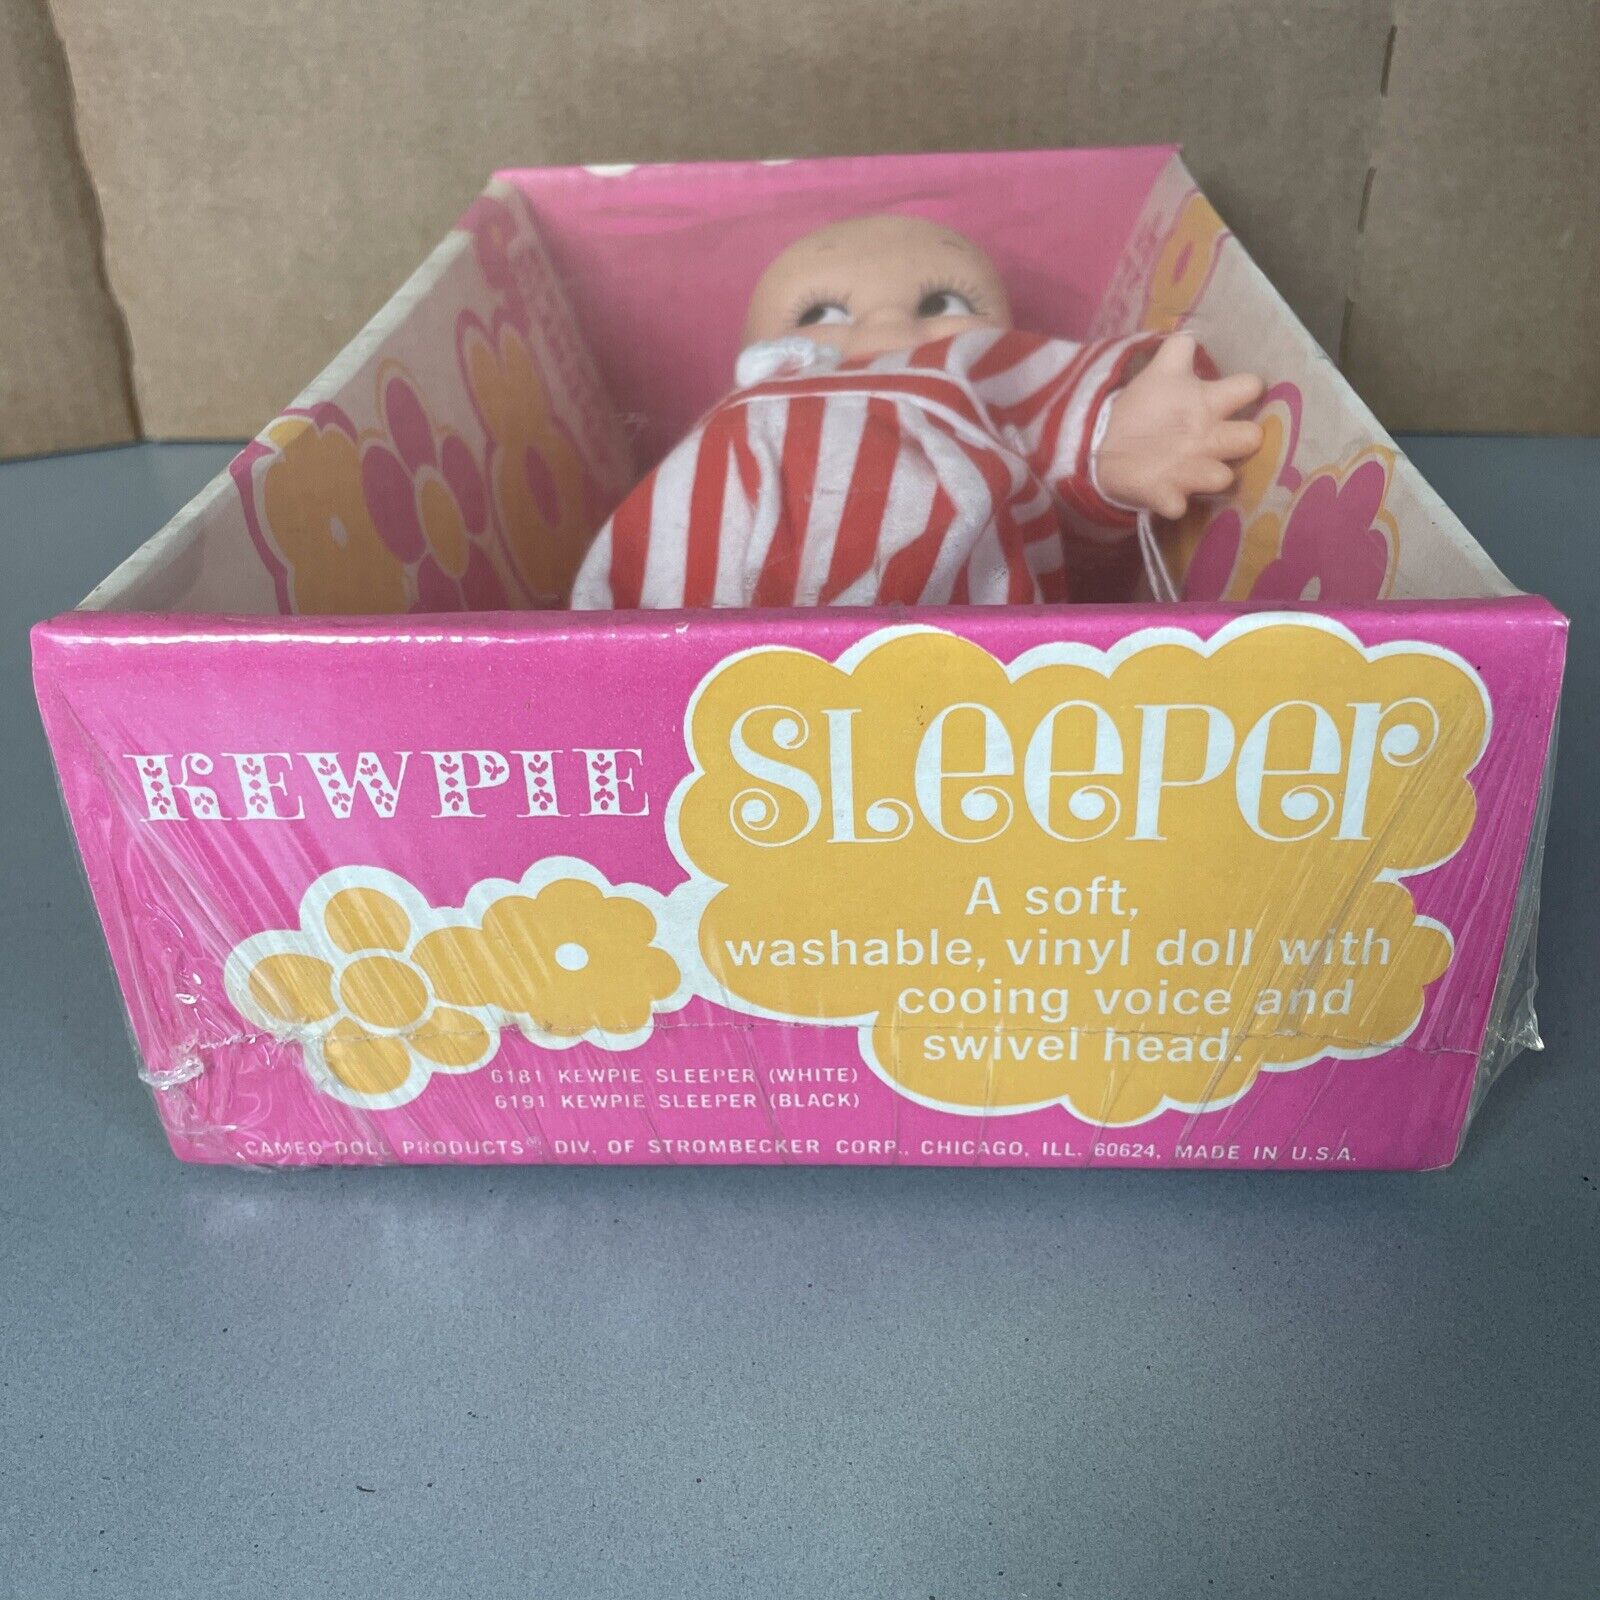 KEWPIE SLEEPER
A soft,
washable, vinyl doll with
cooing voice and
swivel head.
6181 KEWPIE SLEEPER (WHITE)
6191 KEWPIE SLEEPER (BLACK)
CAMEO DOLL PRODUCTS DIV. OF STROMBECKER CORP., CHICAGO, ILL. 60624, MADE IN U.S.A.